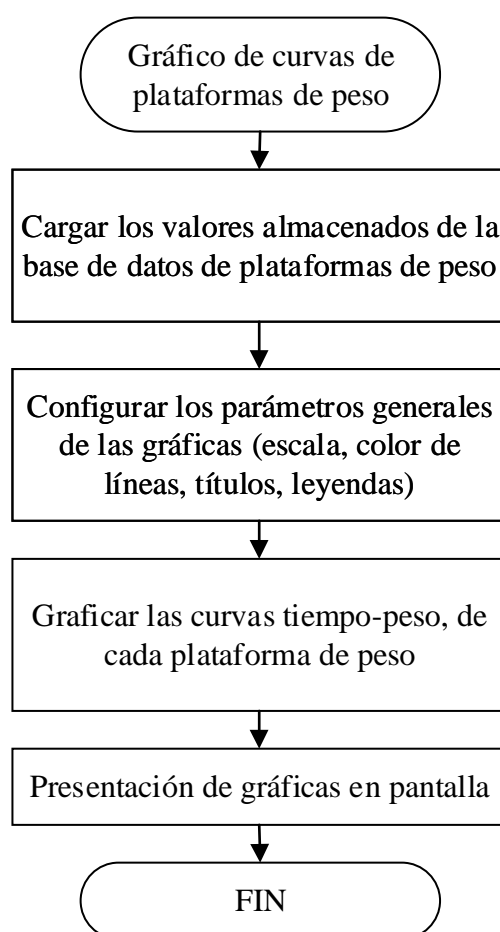 Gráfico de curvas de
plataformas de peso
Cargar los valores almacenados de la
base de datos de plataformas de peso
Configurar los parámetros generales
de las gráficas (escala, color de
líneas, títulos, leyendas)
Graficar las curvas tiempo-peso, de
cada plataforma de peso
Presentación de gráficas en pantalla
FIN